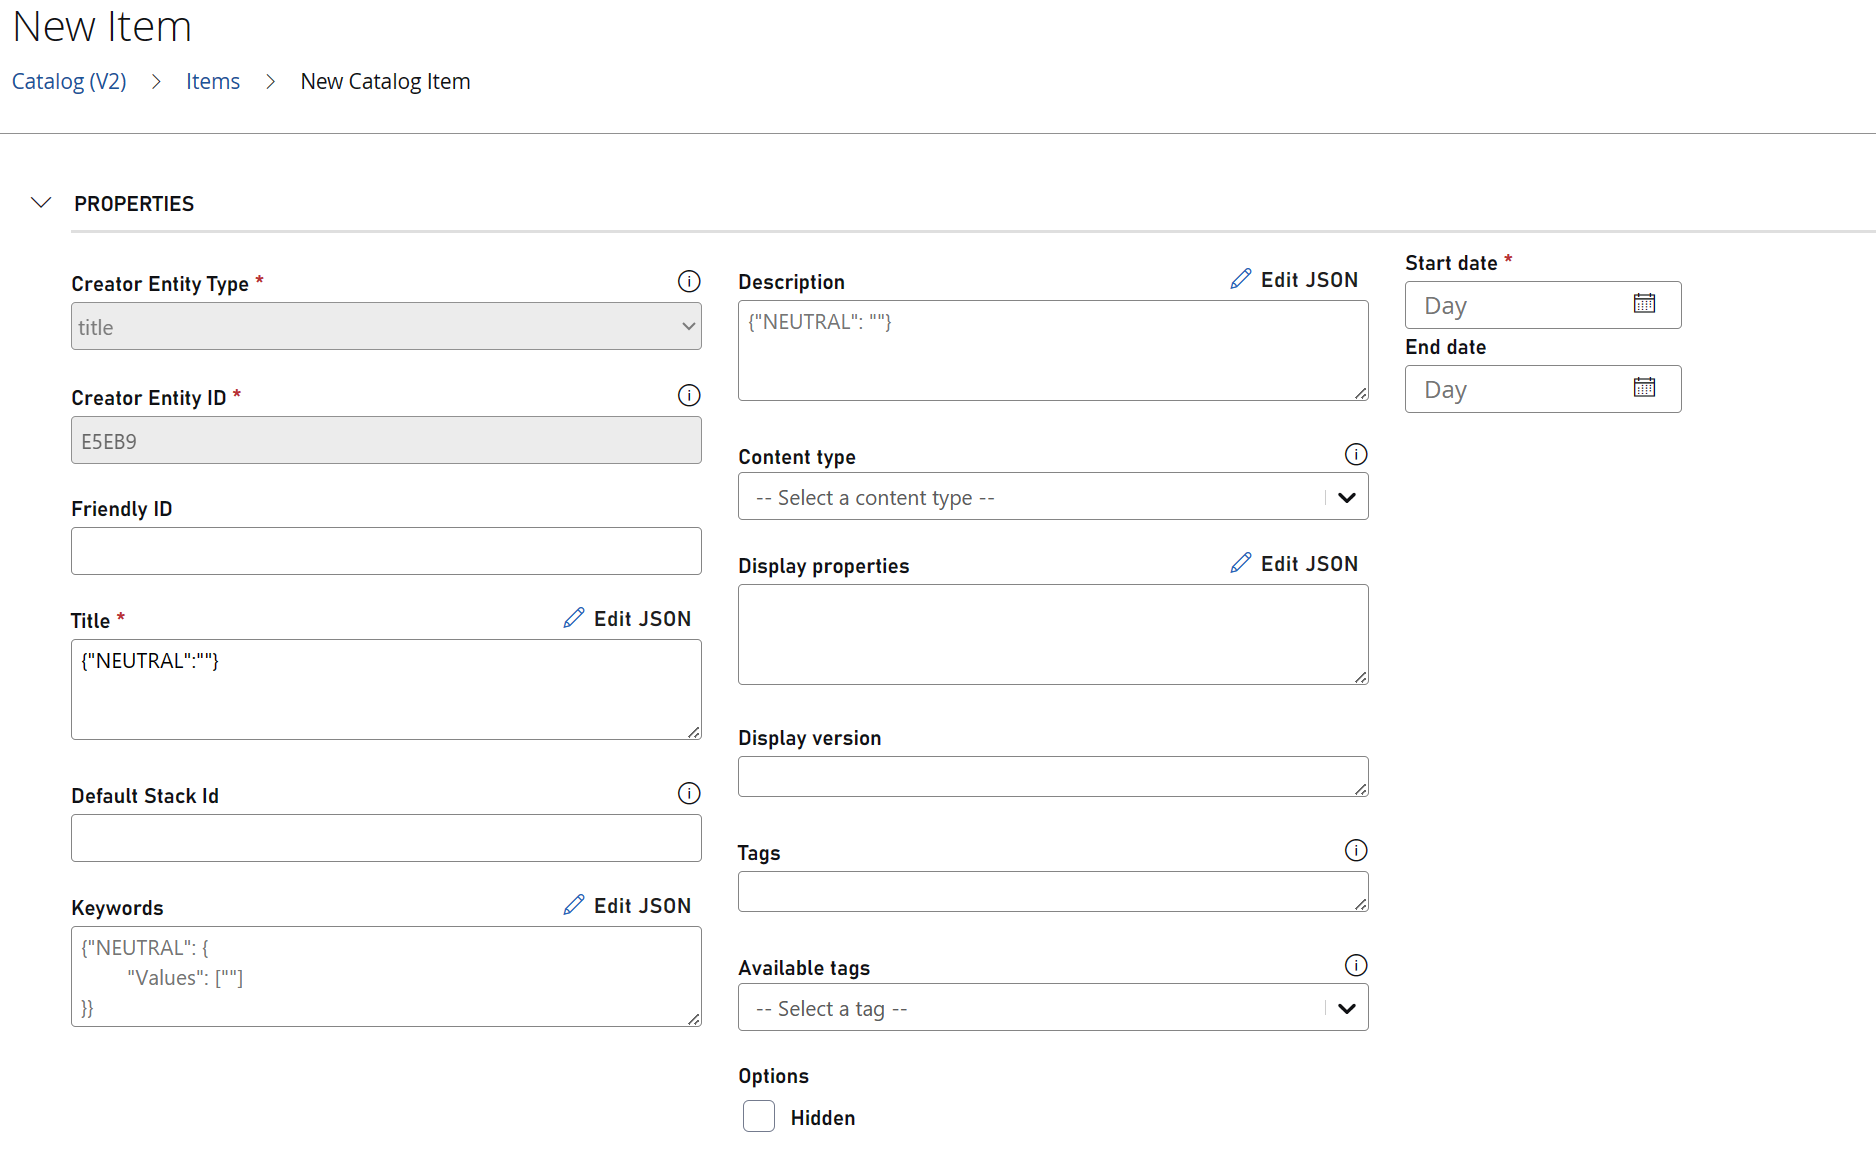 New Item
Catalog (V2) > Items > New Catalog Item
PROPERTIES
Creator Entity Type *
title
Creator Entity ID *
E5EB9
Friendly ID
Title *
Edit JSON
{"NEUTRAL":""}
Default Stack Id
Keywords
Edit JSON
{"NEUTRAL": {
"Values": [""]
}}
Description
Edit JSON
{"NEUTRAL": ""}
Content type
-- Select a content type --
Display properties
Edit JSON
Display version
Tags
Available tags
-- Select a tag --
Options
Hidden
Start date *
Day
End date
Day